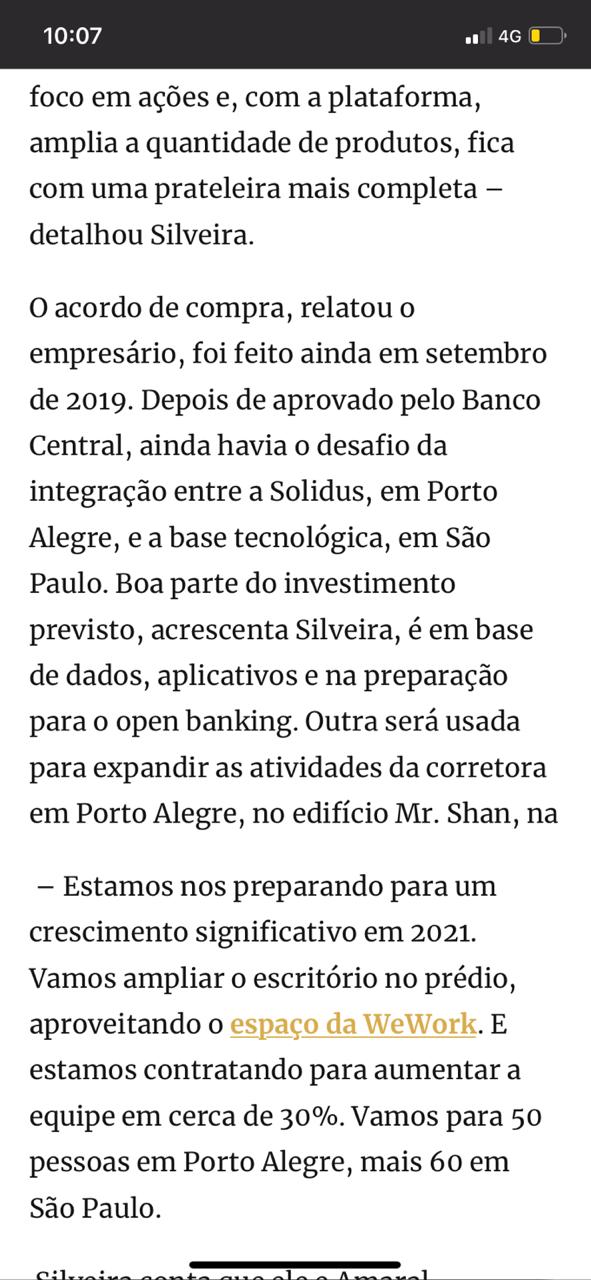 10:07
4G
foco em ações e, com a plataforma,
amplia a quantidade de produtos, fica
com uma prateleira mais completa –
detalhou Silveira.
O acordo de compra, relatou o
empresário, foi feito ainda em setembro
de 2019. Depois de aprovado pelo Banco
Central, ainda havia o desafio da
integração entre a Solidus, em Porto
Alegre, e a base tecnológica, em São
Paulo. Boa parte do investimento
previsto, acrescenta Silveira, é em base
de dados, aplicativos e na preparação
para o open banking. Outra será usada
para expandir as atividades da corretora
em Porto Alegre, no edifício Mr. Shan, na
– Estamos nos preparando para um
crescimento significativo em 2021.
Vamos ampliar o escritório no prédio,
aproveitando o espaço da WeWork. E
estamos contratando para aumentar a
equipe em cerca de 30%. Vamos para 50
pessoas em Porto Alegre, mais 60 em
São Paulo.
Silveira conta que ele e Amaral